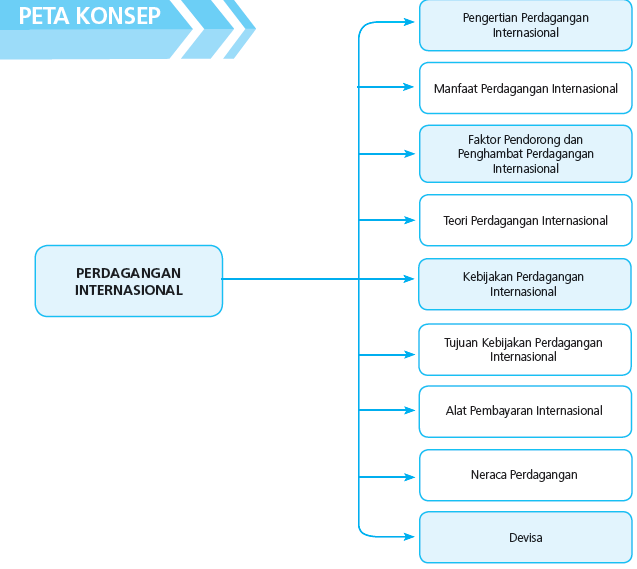 PETA KONSEP
Pengertian Perdagangan
Internasional
Manfaat Perdagangan Internasional
Faktor Pendorong dan
Penghambat Perdagangan
Internasional
Teori Perdagangan Internasional
PERDAGANGAN
INTERNASIONAL
Kebijakan Perdagangan
Internasional
Tujuan Kebijakan Perdagangan
Internasional
Alat Pembayaran Internasional
Neraca Perdagangan
Devisa